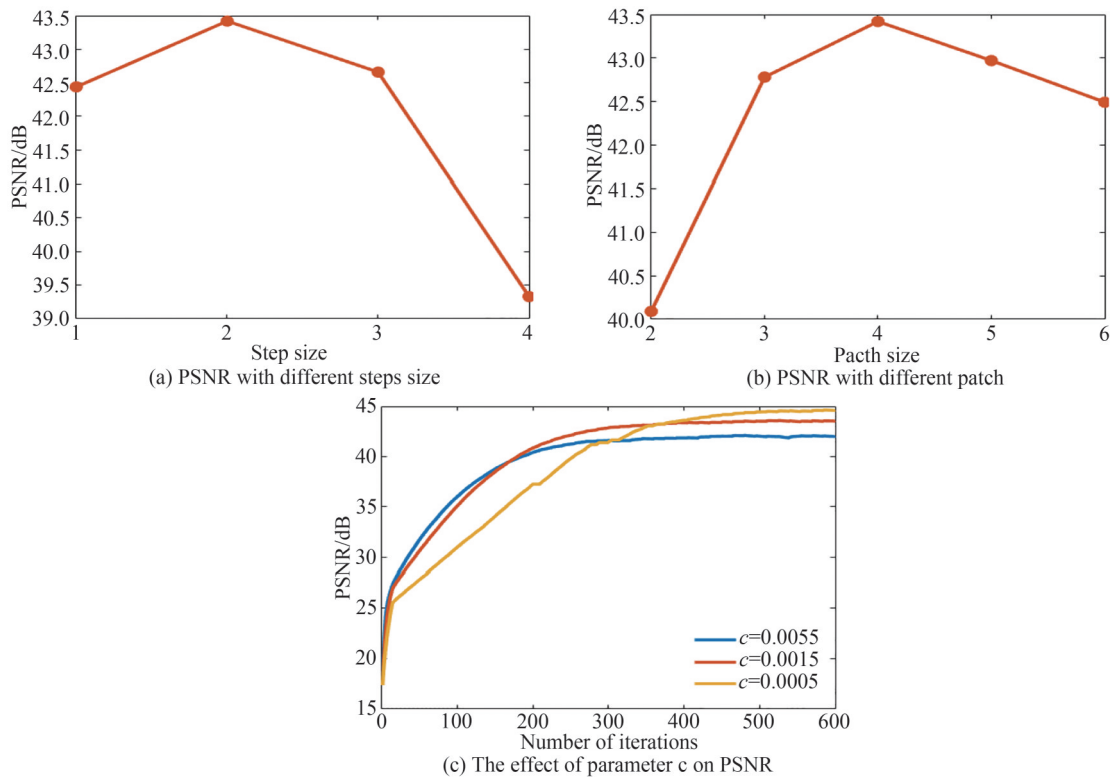 43.5
43.0
42.5
42.0
41.5
41.0
40.5
40.0
39.5
39.0
PSNR/dB
1 2 3 4
Step size
(a) PSNR with different steps size
43.5
43.0
42.5
42.0
41.5
41.0
40.5
40.0
PSNR/dB
2 3 4 5 6
Pacth size
(b) PSNR with different patch
45
40
35
30
25
20
15
PSNR/dB
c=0.0055
c=0.0015
c=0.0005
0 100 200 300 400 500 600
Number of iterations
(c) The effect of parameter c on PSNR